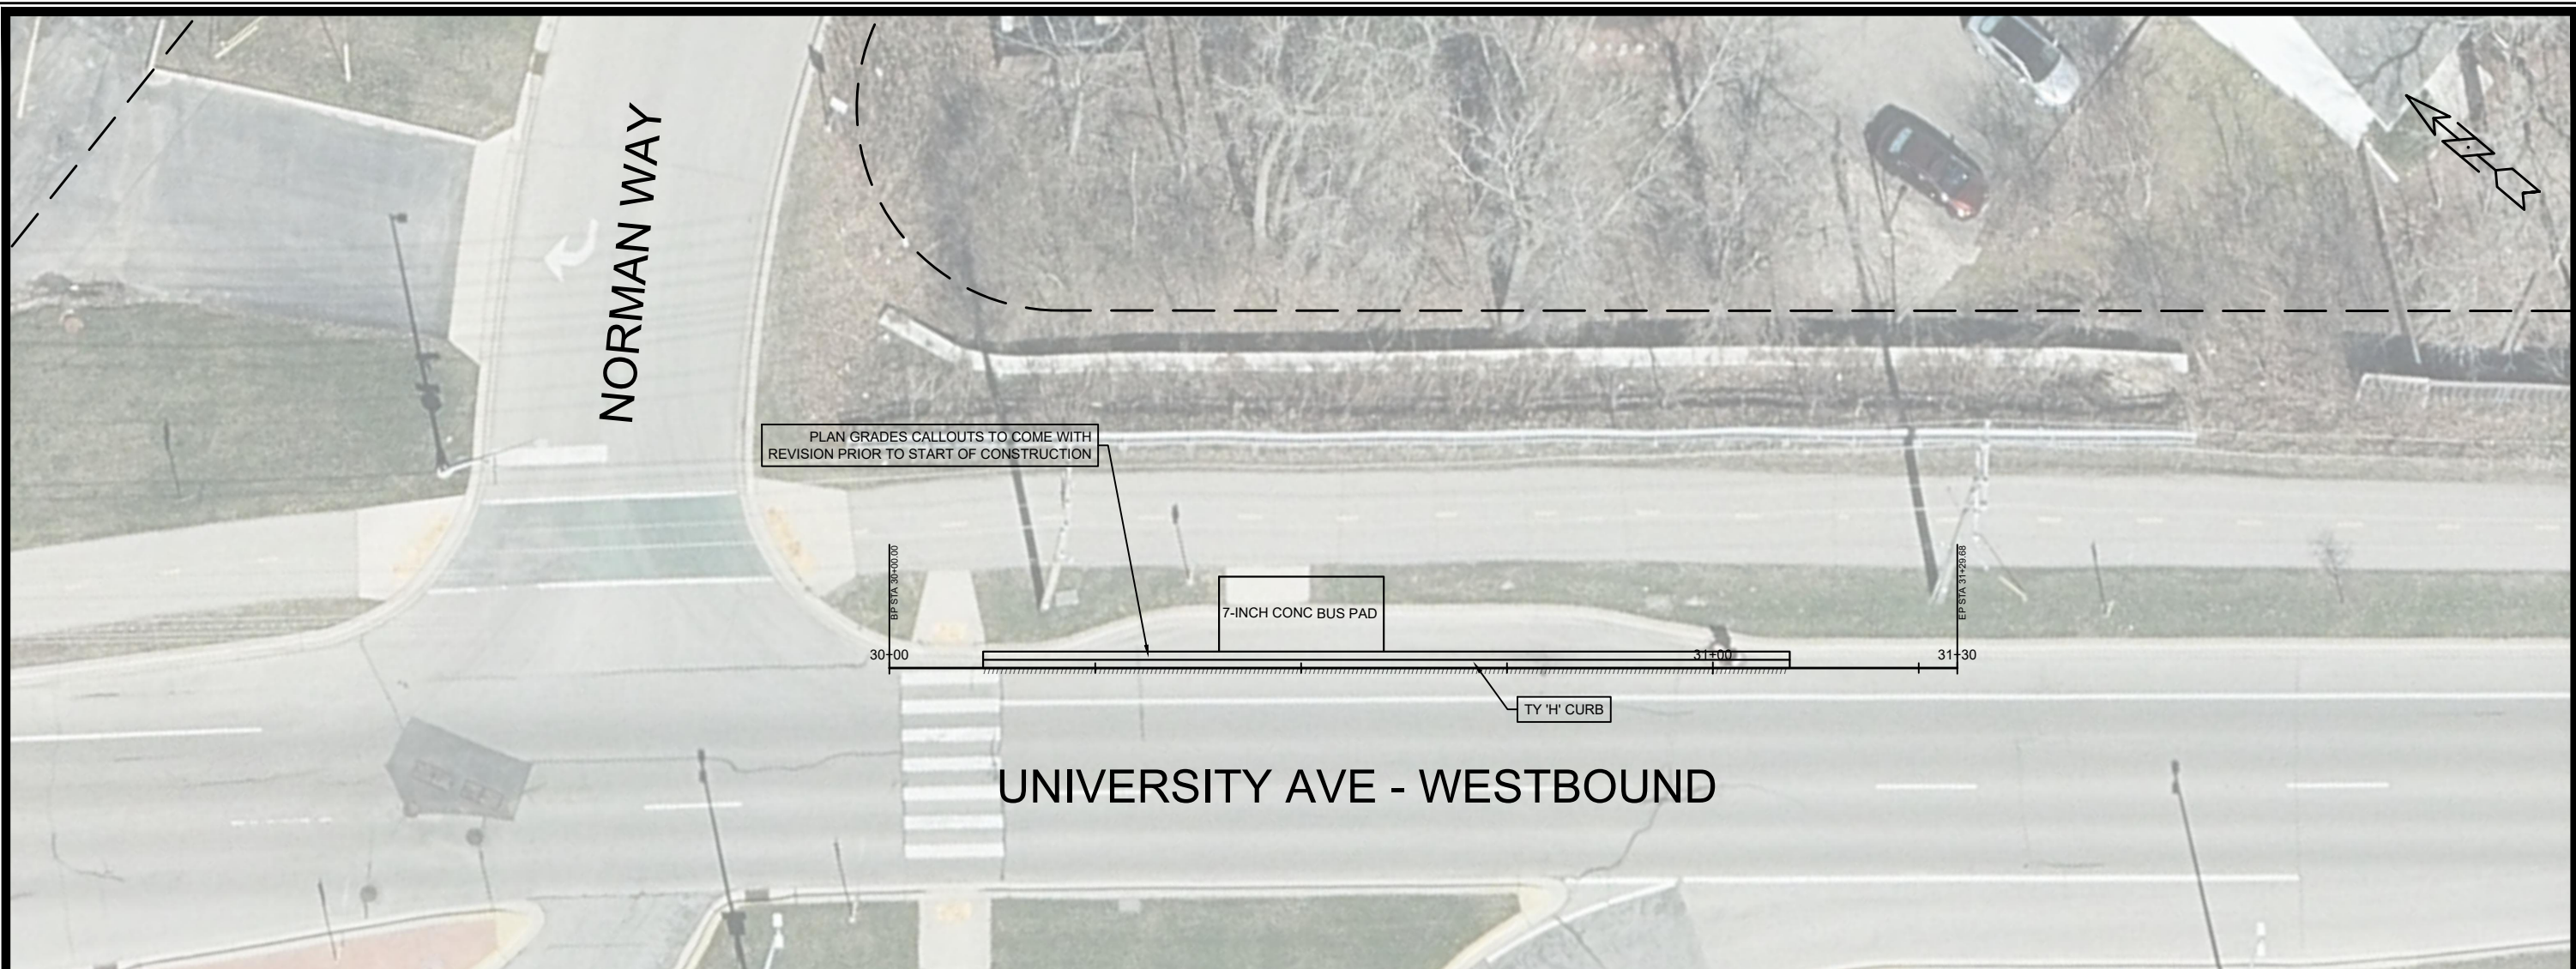 NORMAN WAY
PLAN GRADES CALLOUTS TO COME WITH
REVISION PRIOR TO START OF CONSTRUCTION
BP STA 30+00.00
EP STA 31+29.68
7-INCH CONC BUS PAD
30+00
31+00
31+30
TY 'H' CURB
UNIVERSITY AVE - WESTBOUND